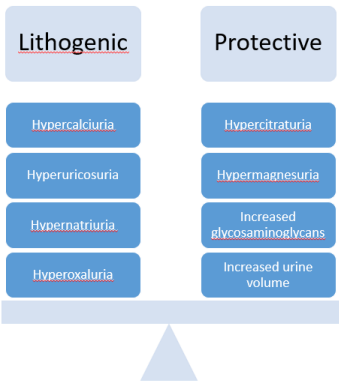 Lithogenic
Protective
Hypercalciuria
Hypercitraturia
Hyperuricosuria
Hypermagnesuria
Hypernatriuria
Increased
glycosaminoglycans
Hyperoxaluria
Increased urine
volume